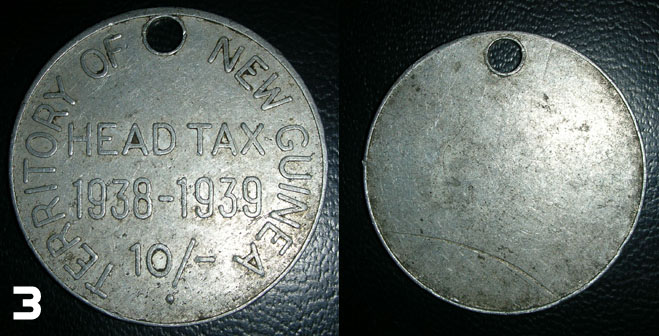 TERRITORY OF NEW GUINEA
HEAD TAX
1938-1939
10/-
3